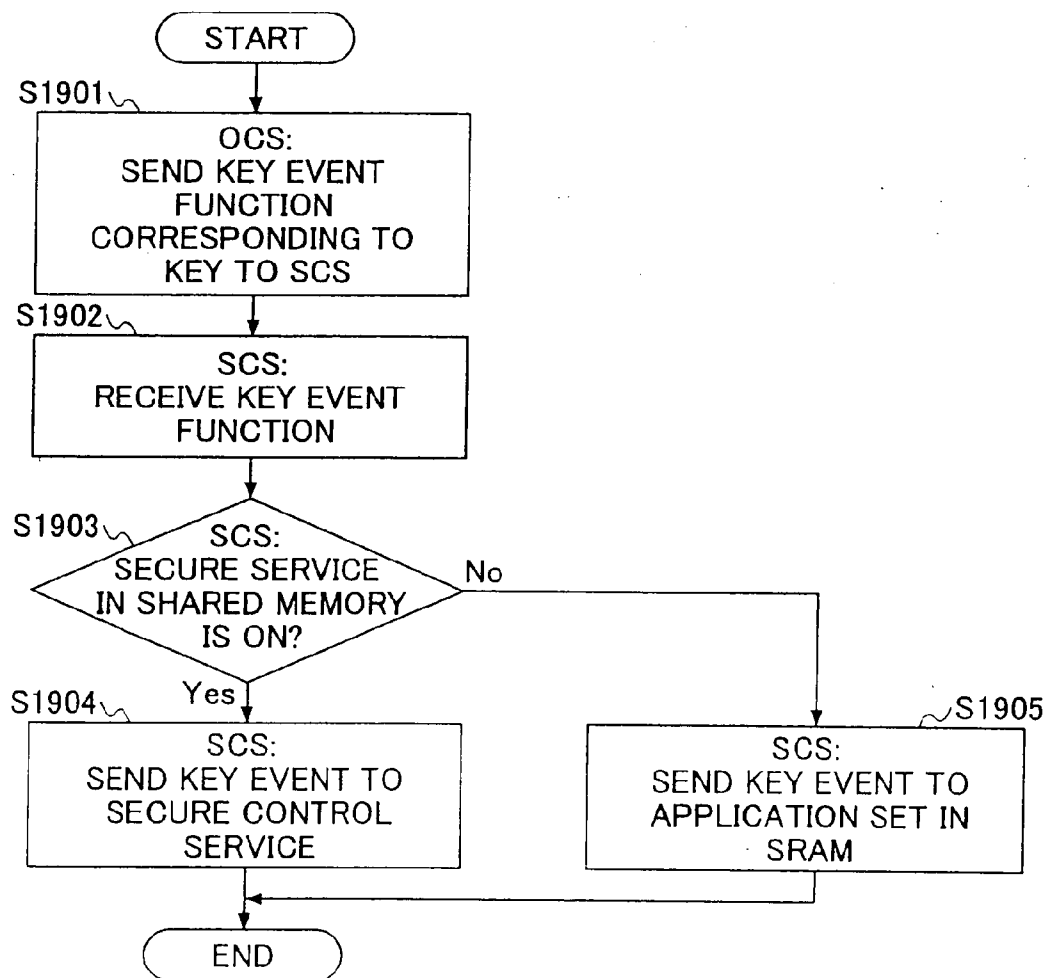 START
S1901
OCS:
SEND KEY EVENT
FUNCTION
CORRESPONDING TO
KEY TO SCS
S1902
SCS:
RECEIVE KEY EVENT
FUNCTION
S1903
SCS:
SECURE SERVICE
IN SHARED MEMORY
IS ON?
No
Yes
S1904
SCS:
SEND KEY EVENT TO
SECURE CONTROL
SERVICE
S1905
SCS:
SEND KEY EVENT TO
APPLICATION SET IN
SRAM
END